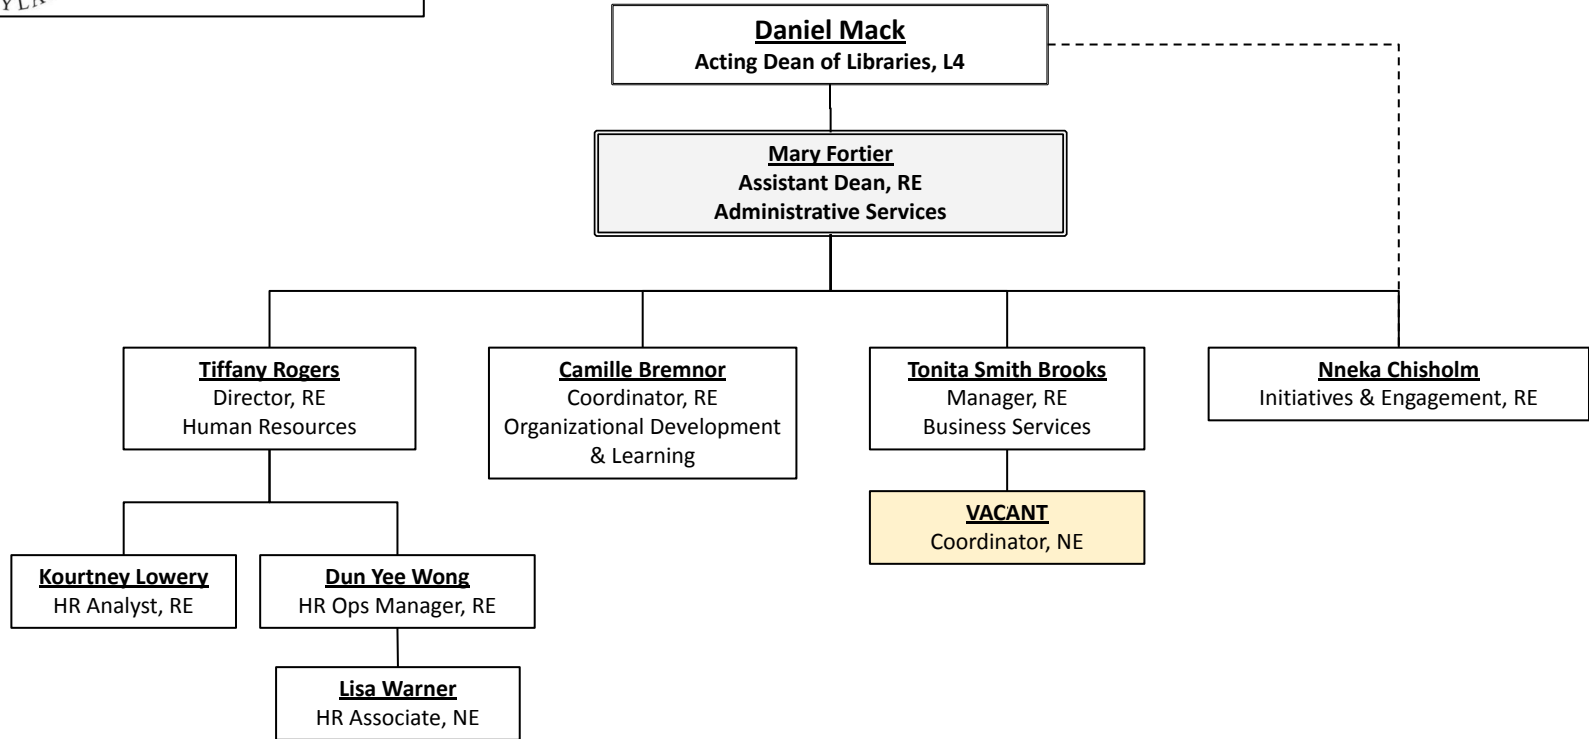 Daniel Mack
Acting Dean of Libraries, L4
Mary Fortier
Assistant Dean, RE
Administrative Services
Tiffany Rogers
Director, RE
Human Resources
Camille Bremnor
Coordinator, RE
Organizational Development
& Learning
Tonita Smith Brooks
Manager, RE
Business Services
Nneka Chisholm
Initiatives & Engagement, RE
VACANT
Coordinator, NE
Kourtney Lowery
HR Analyst, RE
Dun Yee Wong
HR Ops Manager, RE
Lisa Warner
HR Associate, NE